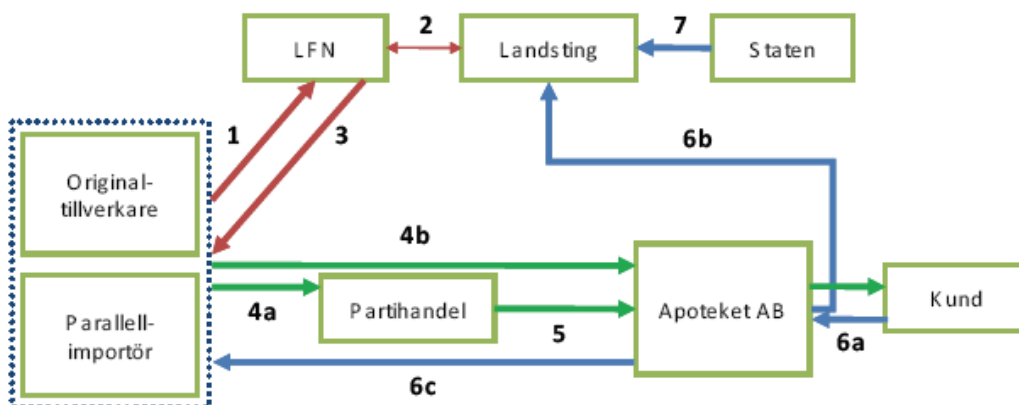 LFN
2
Landsting
7
Staten
1
3
6b
Original-
tillverkare
4b
Parallell-
importör
4a
Partihandel
5
Apoteket AB
Kund
6a
6c